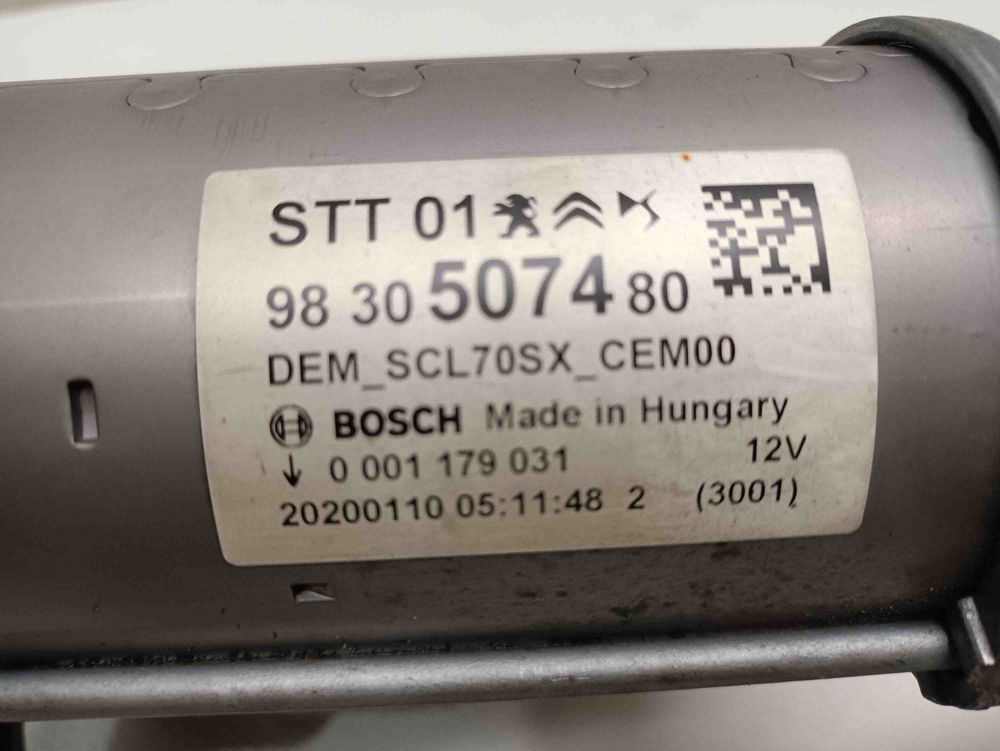 STT 01
98 30 5074 80
DEM_SCL70SX_CEM00
BOSCH Made in Hungary
0 001 179 031 12V
20200110 05:11:48 2 (3001)